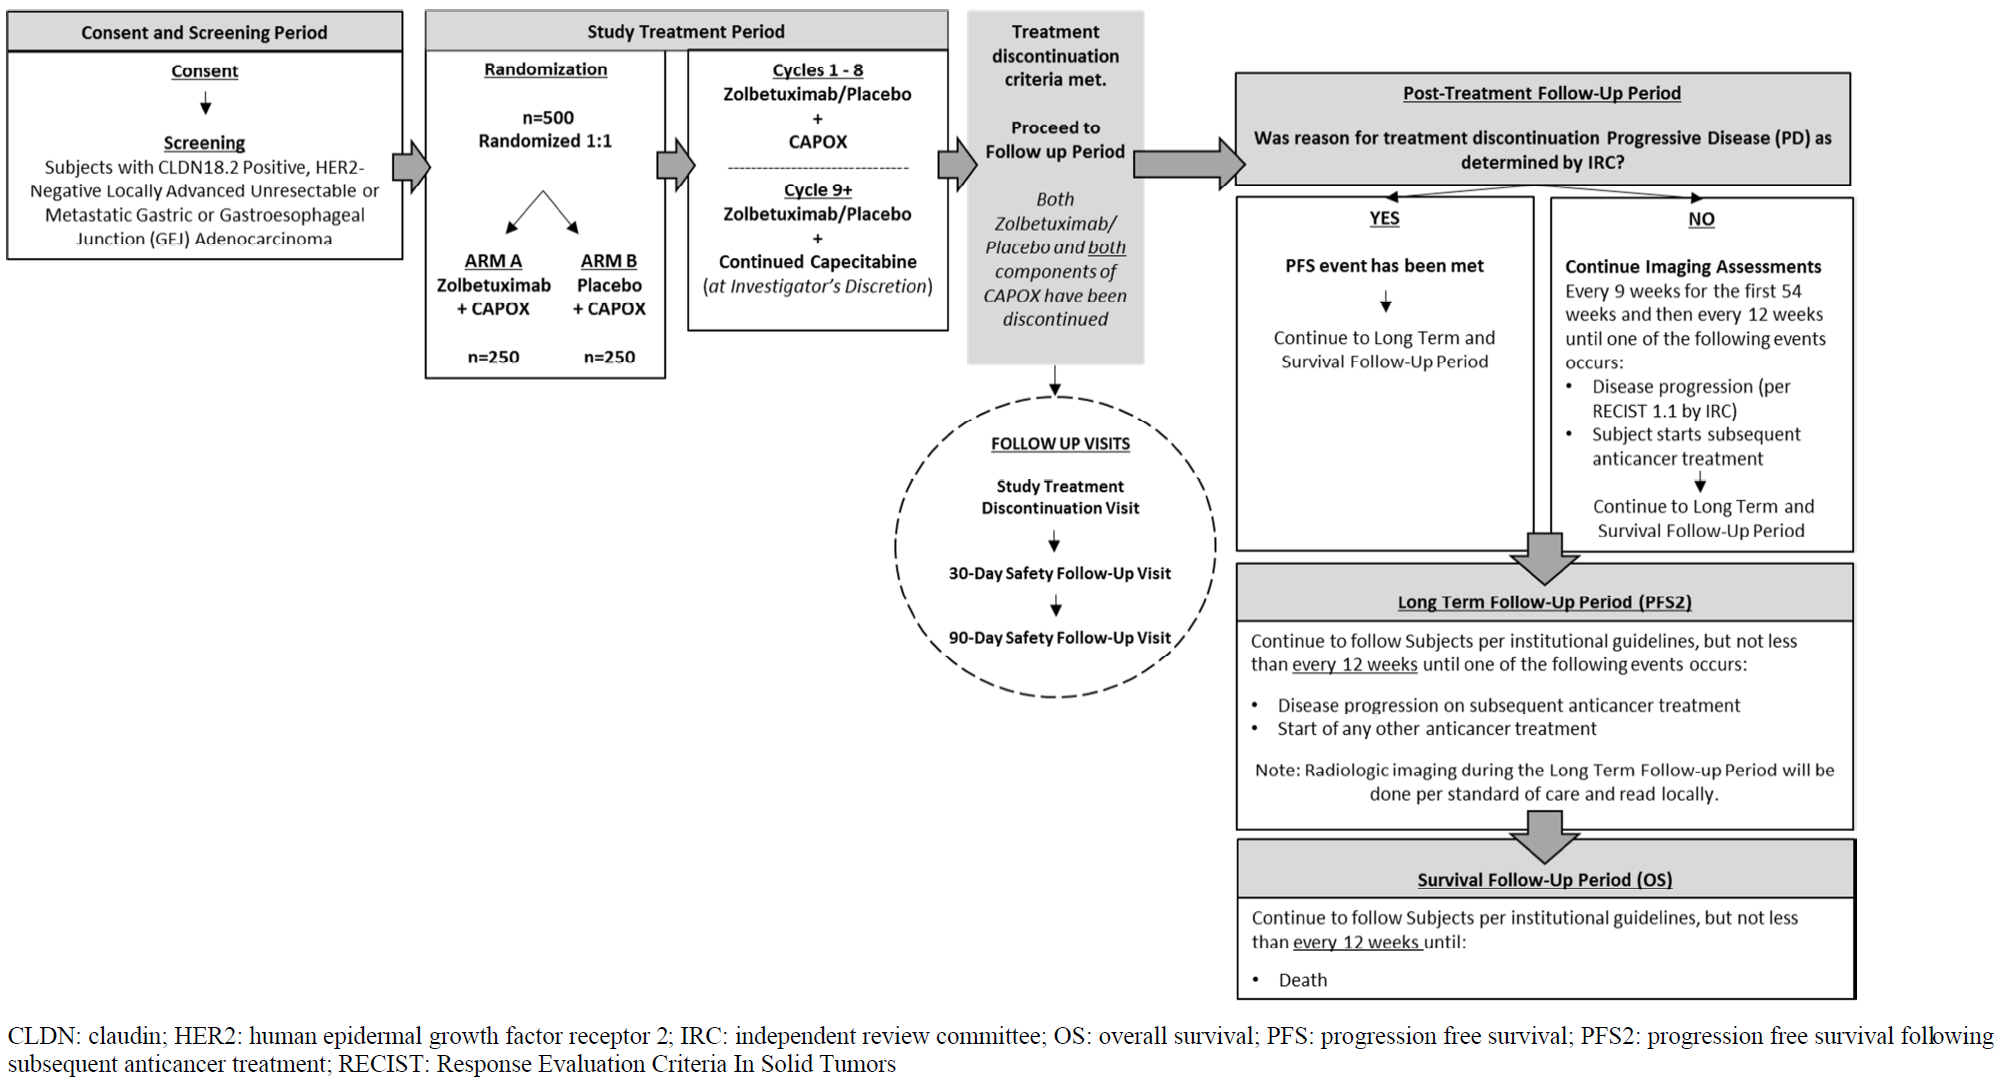 Consent and Screening Period
Consent
Screening
Subjects with CLDN18.2 Positive, HER2-
Negative Locally Advanced Unresectable or
Metastatic Gastric or Gastroesophageal
Junction (GEJ) Adenocarcinoma
Study Treatment Period
Randomization
n=500
Randomized 1:1
ARM A
Zolbetuximab
+ CAPOX
n=250
ARM B
Placebo
+ CAPOX
n=250
Cycles 1 - 8
Zolbetuximab/Placebo
+
CAPOX
Cycle 9+
Zolbetuximab/Placebo
+
Continued Capecitabine
(at Investigator's Discretion)
Treatment
discontinuation
criteria met.
Proceed to
Follow up Period
Both
Zolbetuximab/
Placebo and both
components of
CAPOX have been
discontinued
FOLLOW UP VISITS
Study Treatment
Discontinuation Visit
30-Day Safety Follow-Up Visit
90-Day Safety Follow-Up Visit
Post-Treatment Follow-Up Period
Was reason for treatment discontinuation Progressive Disease (PD) as
determined by IRC?
YES
PFS event has been met
Continue to Long Term and
Survival Follow-Up Period
NO
Continue Imaging Assessments
Every 9 weeks for the first 54
weeks and then every 12 weeks
until one of the following events
occurs:
• Disease progression (per
RECIST 1.1 by IRC)
• Subject starts subsequent
anticancer treatment
Continue to Long Term and
Survival Follow-Up Period
Long Term Follow-Up Period (PFS2)
Continue to follow Subjects per institutional guidelines, but not less
than every 12 weeks until one of the following events occurs:
• Disease progression on subsequent anticancer treatment
• Start of any other anticancer treatment
Note: Radiologic imaging during the Long Term Follow-up Period will be
done per standard of care and read locally.
Survival Follow-Up Period (OS)
Continue to follow Subjects per institutional guidelines, but not less
than every 12 weeks until:
• Death
CLDN: claudin; HER2: human epidermal growth factor receptor 2; IRC: independent review committee; OS: overall survival; PFS: progression free survival; PFS2: progression free survival following
subsequent anticancer treatment; RECIST: Response Evaluation Criteria In Solid Tumors